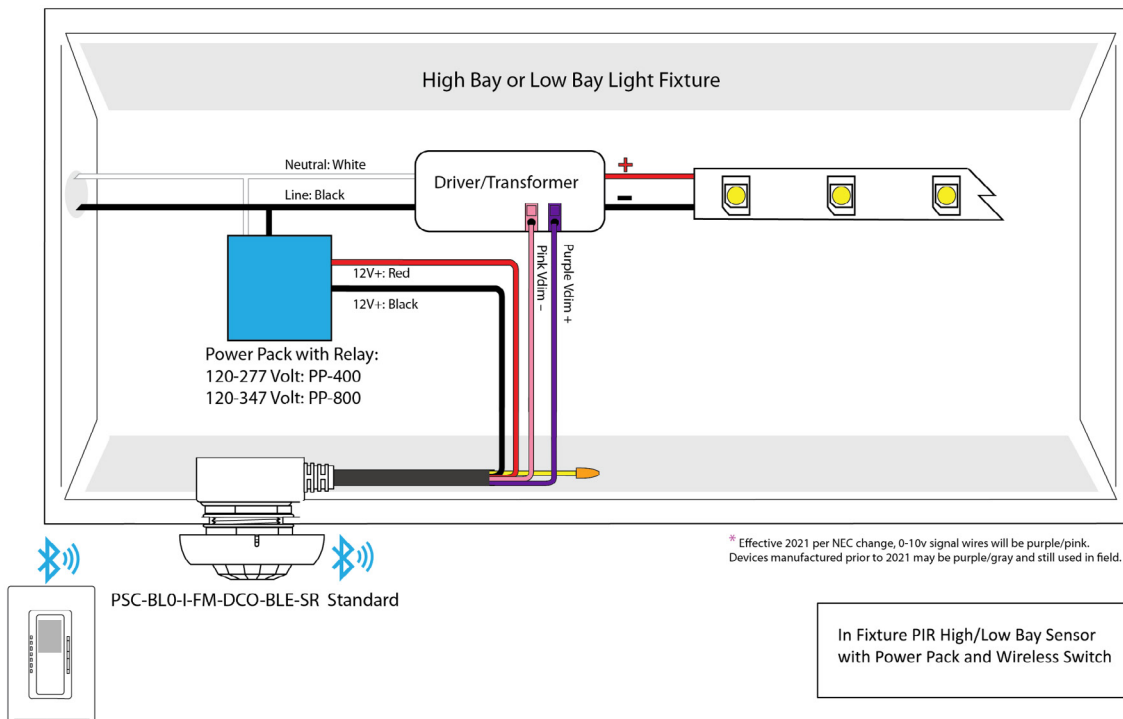 High Bay or Low Bay Light Fixture
Neutral: White
Line: Black
Driver/Transformer
+
-
Pink Vdim –
Purple Vdim +
12V+: Red
12V+: Black
Power Pack with Relay:
120-277 Volt: PP-400
120-347 Volt: PP-800
* Effective 2021 per NEC change, 0-10v signal wires will be purple/pink.
Devices manufactured prior to 2021 may be purple/gray and still used in field.
PSC-BL0-I-FM-DCO-BLE-SR Standard
In Fixture PIR High/Low Bay Sensor
with Power Pack and Wireless Switch